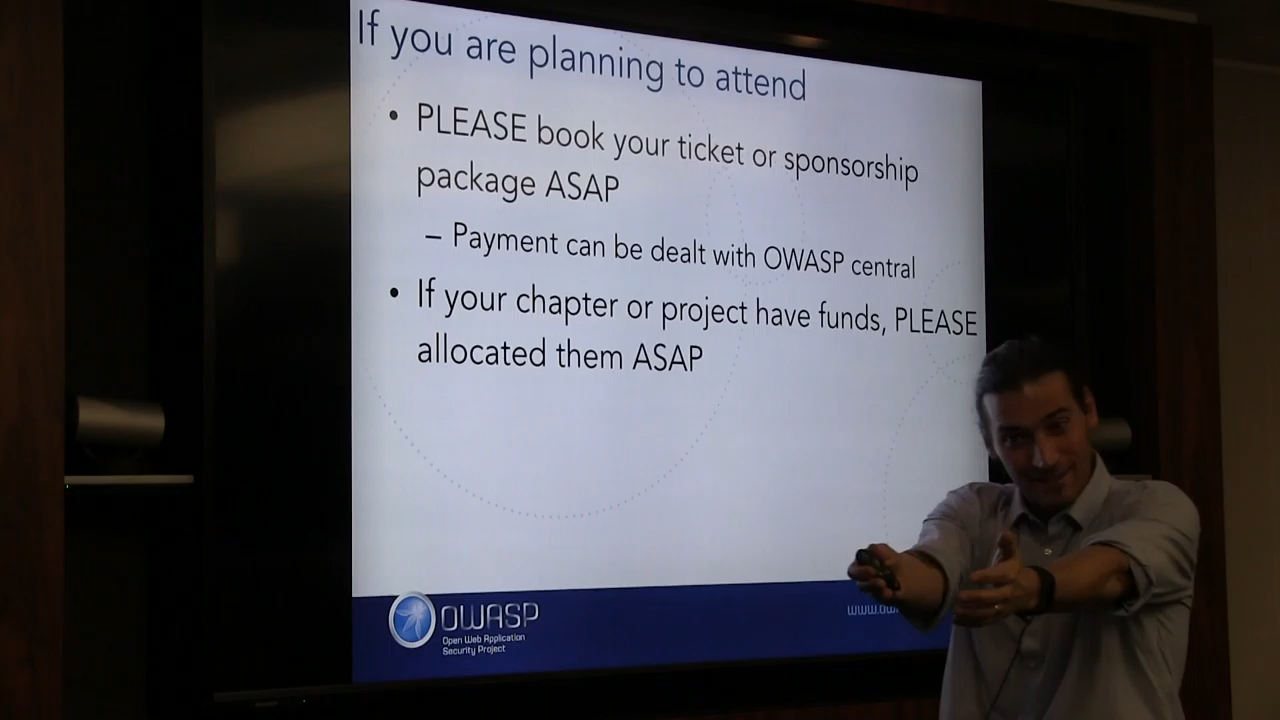 If you are planning to attend
• PLEASE book your ticket or sponsorship
package ASAP
– Payment can be dealt with OWASP central
• If your chapter or project have funds, PLEASE
allocated them ASAP
OWASP
Open Web Application
Security Project